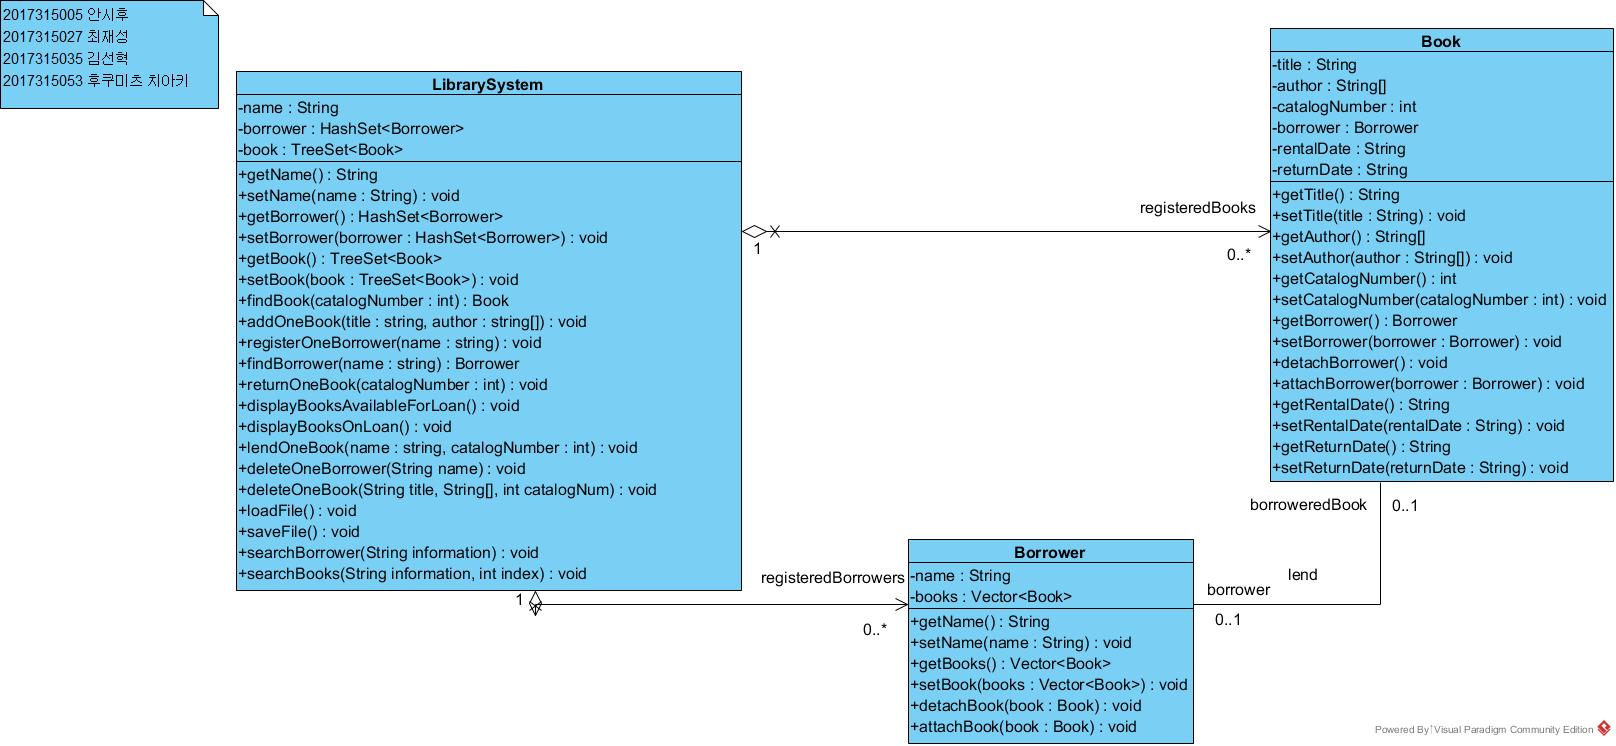 2017315005 안시후
2017315027 최재성
2017315035 김선혁
2017315053 후쿠미츠 치아키
LibrarySystem
-name : String
-borrower : HashSet<Borrower>
-book : TreeSet<Book>
+getName() : String
+setName(name : String) : void
+getBorrower() : HashSet<Borrower>
+setBorrower(borrower : HashSet<Borrower>) : void
+getBook() : TreeSet<Book>
+setBook(book : TreeSet<Book>) : void
+findBook(catalogNumber : int) : Book
+addOneBook(title : string, author : string[]) : void
+registerOneBorrower(name : string) : void
+findBorrower(name : string) : Borrower
+returnOneBook(catalogNumber : int) : void
+displayBooksAvailableForLoan() : void
+displayBooksOnLoan() : void
+lendOneBook(name : string, catalogNumber : int) : void
+deleteOneBorrower(String name) : void
+deleteOneBook(String title, String[], int catalogNum) : void
+loadFile() : void
+saveFile() : void
+searchBorrower(String information) : void
+searchBooks(String information, int index) : void
1
registeredBooks
0..*
Book
-title : String
-author : String[]
-catalogNumber : int
-borrower : Borrower
-rentalDate : String
-returnDate : String
+getTitle() : String
+setTitle(title : String) : void
+getAuthor() : String[]
+setAuthor(author : String[]) : void
+getCatalogNumber() : int
+setCatalogNumber(catalogNumber : int) : void
+getBorrower() : Borrower
+setBorrower(borrower : Borrower) : void
+detachBorrower() : void
+attachBorrower(borrower : Borrower) : void
+getRentalDate() : String
+setRentalDate(rentalDate : String) : void
+getReturnDate() : String
+setReturnDate(returnDate : String) : void
borroweredBook
0..1
lend
borrower
0..1
1
registeredBorrowers
0..*
Borrower
-name : String
-books : Vector<Book>
+getName() : String
+setName(name : String) : void
+getBooks() : Vector<Book>
+setBook(books : Vector<Book>) : void
+detachBook(book : Book) : void
+attachBook(book : Book) : void
Powered By Visual Paradigm Community Edition